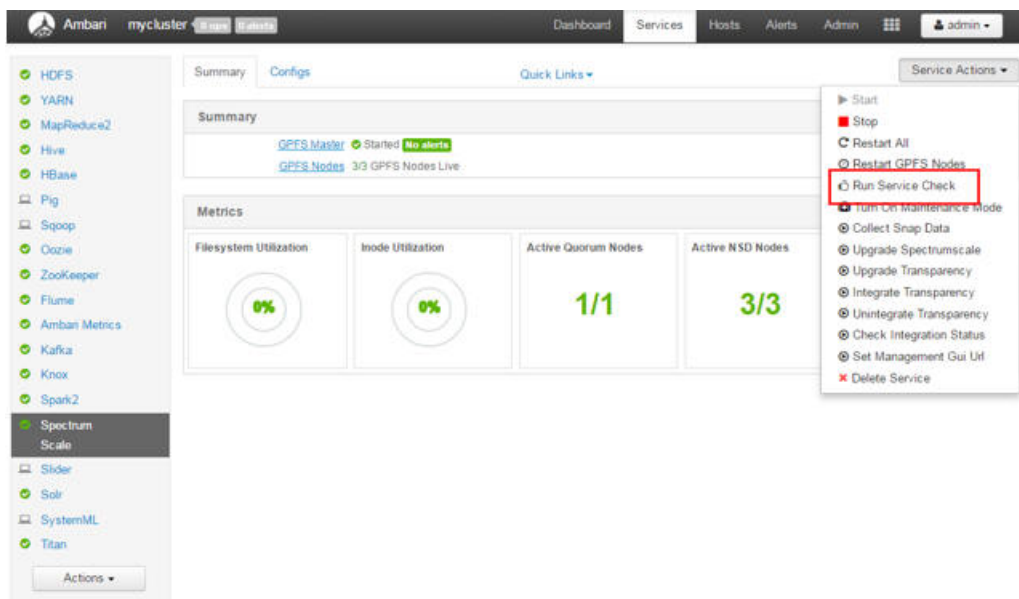 Ambari mycluster 0 ops 0 alerts Dashboard Services Hosts Alerts Admin admin
HDFS
YARN
MapReduce2
Hive
HBase
Pig
Sqoop
Oozie
ZooKeeper
Flume
Ambari Metrics
Kafka
Knox
Spark2
Spectrum
Scale
Slider
Solr
SystemML
Titan
Actions
Summary Configs Quick Links Service Actions
Summary
GPFS Master Started No alerts
GPFS Nodes 3/3 GPFS Nodes Live
Metrics
Filesystem Utilization
0%
Inode Utilization
0%
Active Quorum Nodes
1/1
Active NSD Nodes
3/3
Start
Stop
Restart All
Restart GPFS Nodes
Run Service Check
Turn On Maintenance Mode
Collect Snap Data
Upgrade Spectrumscale
Upgrade Transparency
Integrate Transparency
Unintegrate Transparency
Check Integration Status
Set Management Gui Url
Delete Service